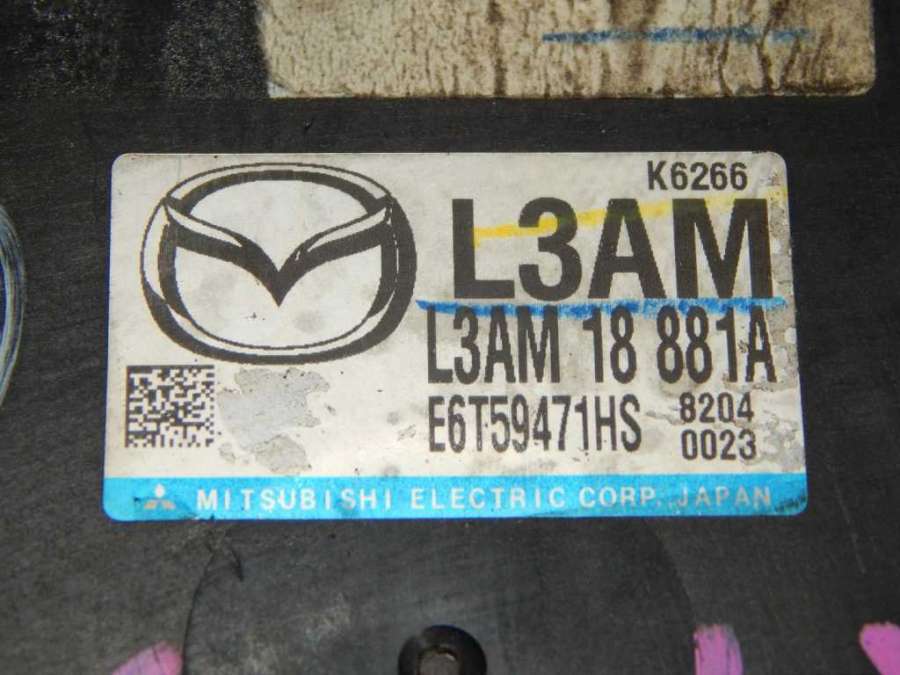 K6266
L3AM
L3AM 18 881A
E6T59471HS 8204
0023
MITSUBISHI ELECTRIC CORP. JAPAN